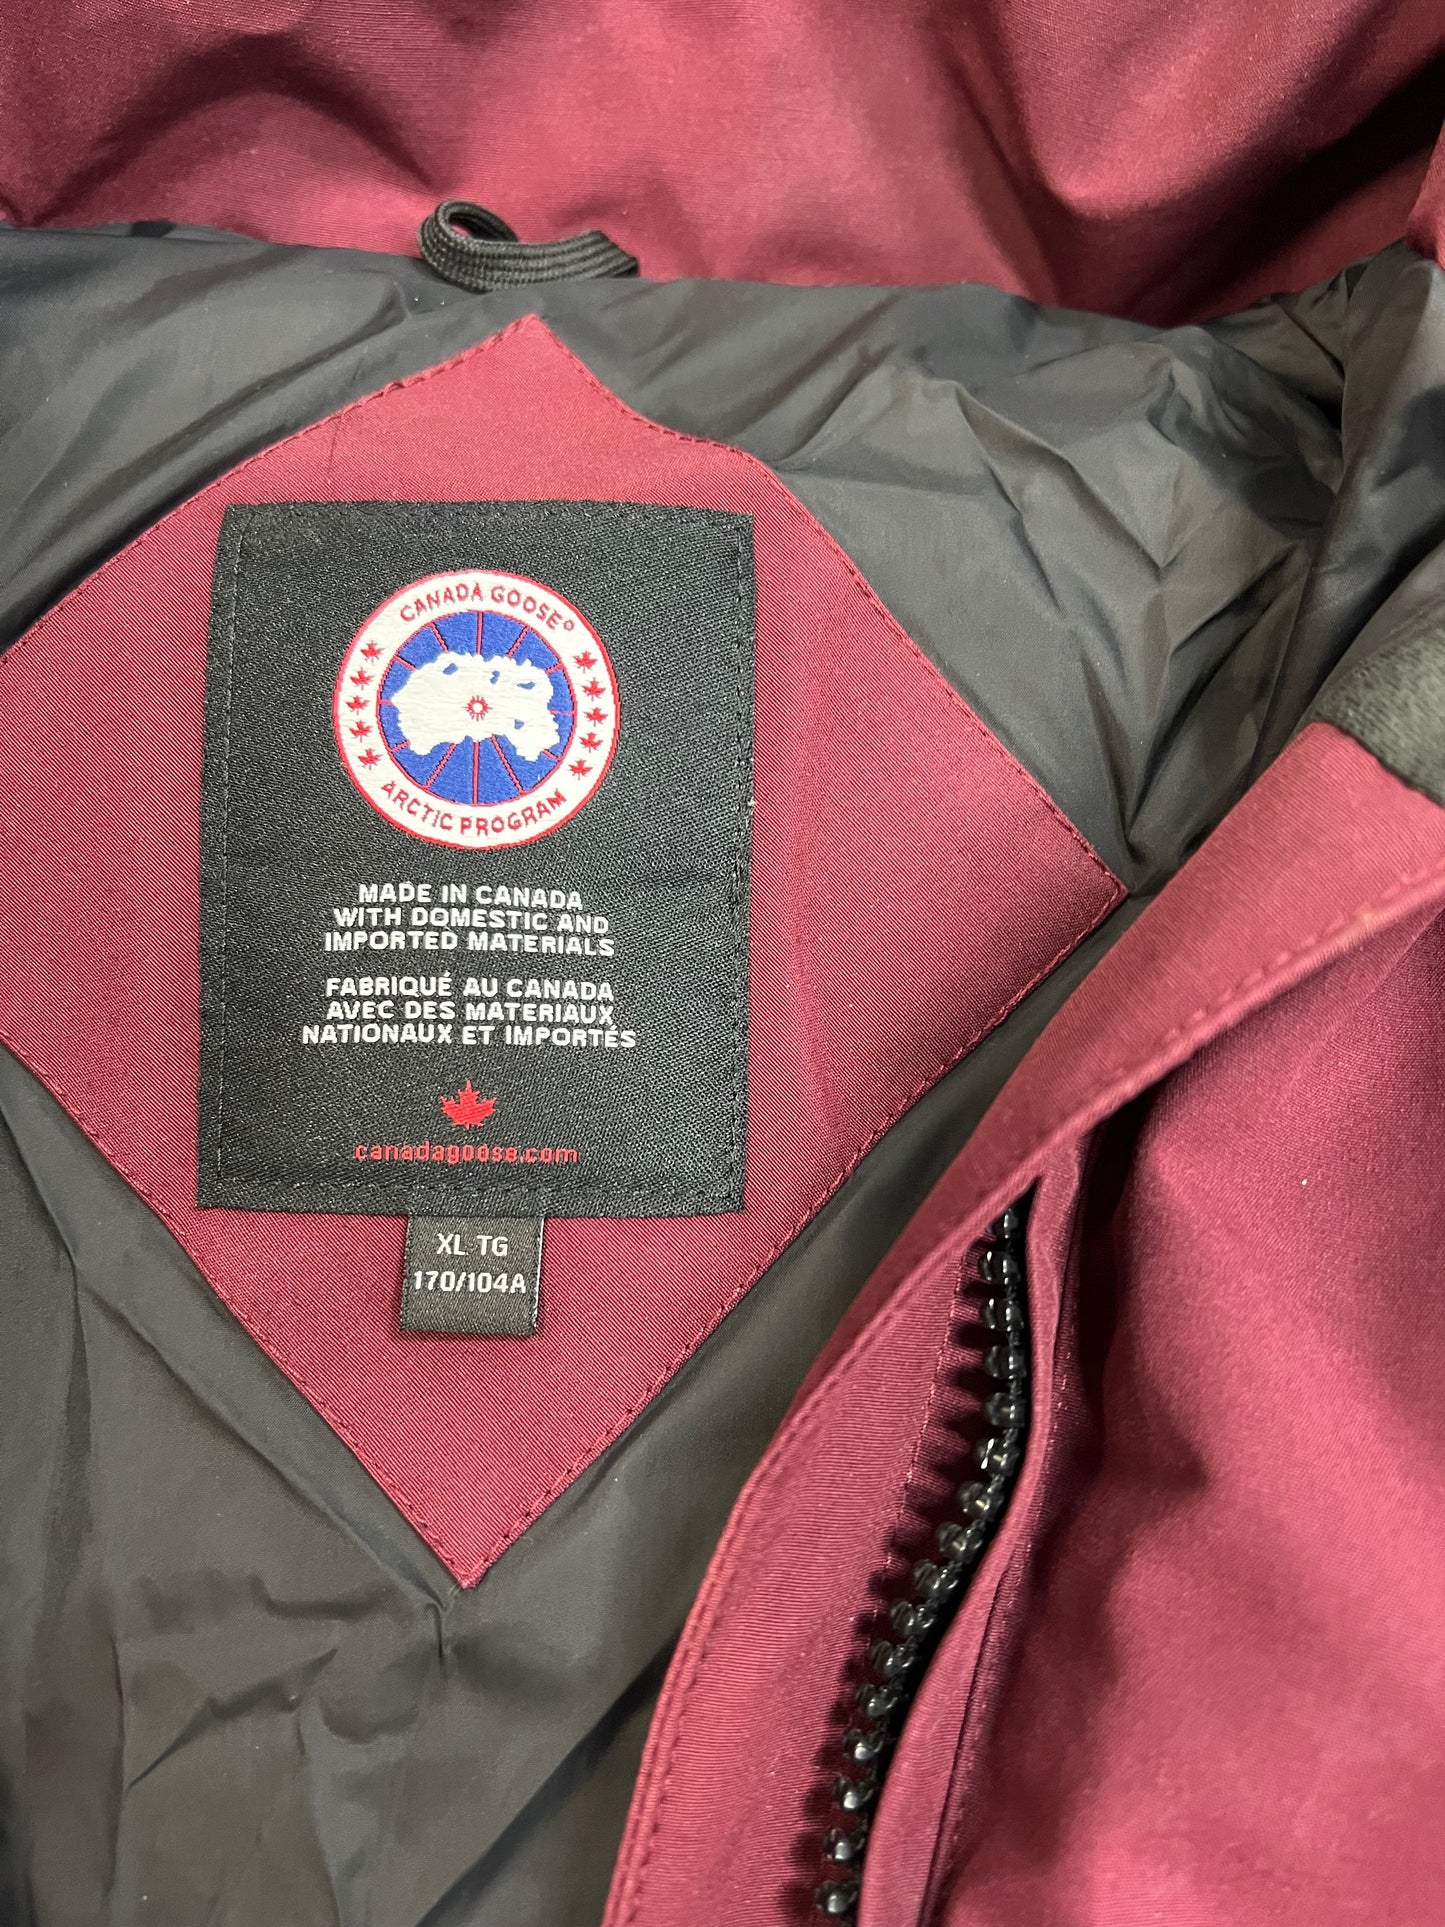 CANADA GOOSE®
ARCTIC PROGRAM
MADE IN CANADA
WITH DOMESTIC AND
IMPORTED MATERIALS
FABRIQUÉ AU CANADA
AVEC DES MATERIAUX
NATIONAUX ET IMPORTÉS
canadagoose.com
XL TG
170/104A